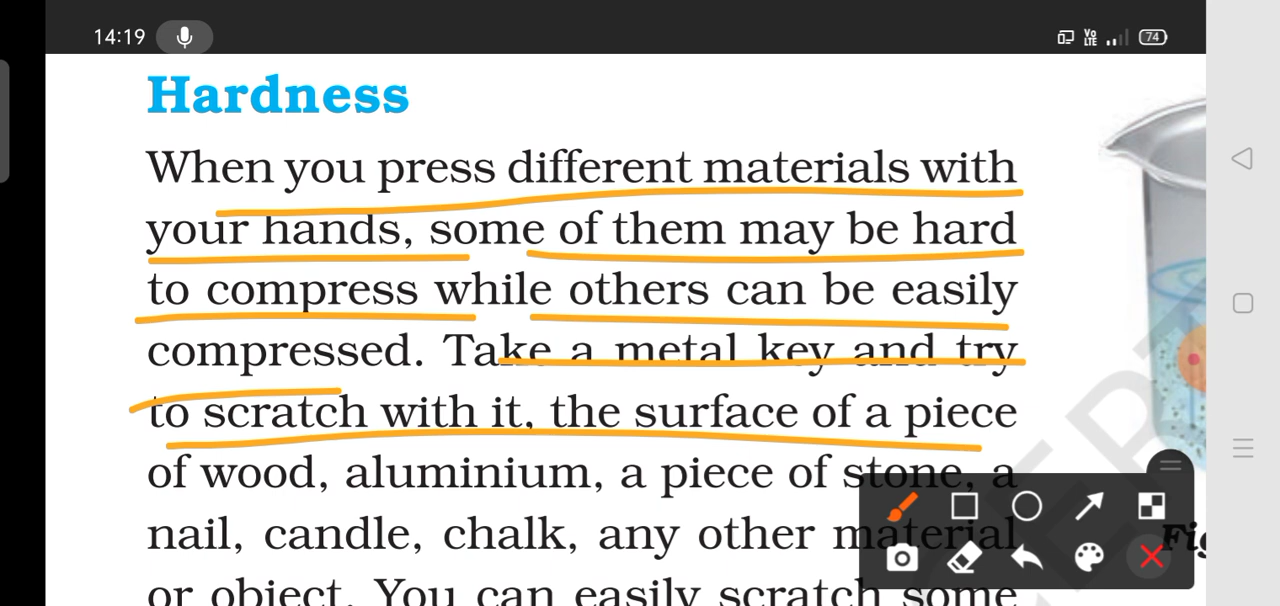 14:19
Vo
LTE
74
Hardness
When you press different materials with
your hands, some of them may be hard
to compress while others can be easily
compressed. Take a metal key and try
to scratch with it, the surface of a piece
of wood, aluminium, a piece of stone, a
nail, candle, chalk, any other material
or object. You can easily scratch some
Fig